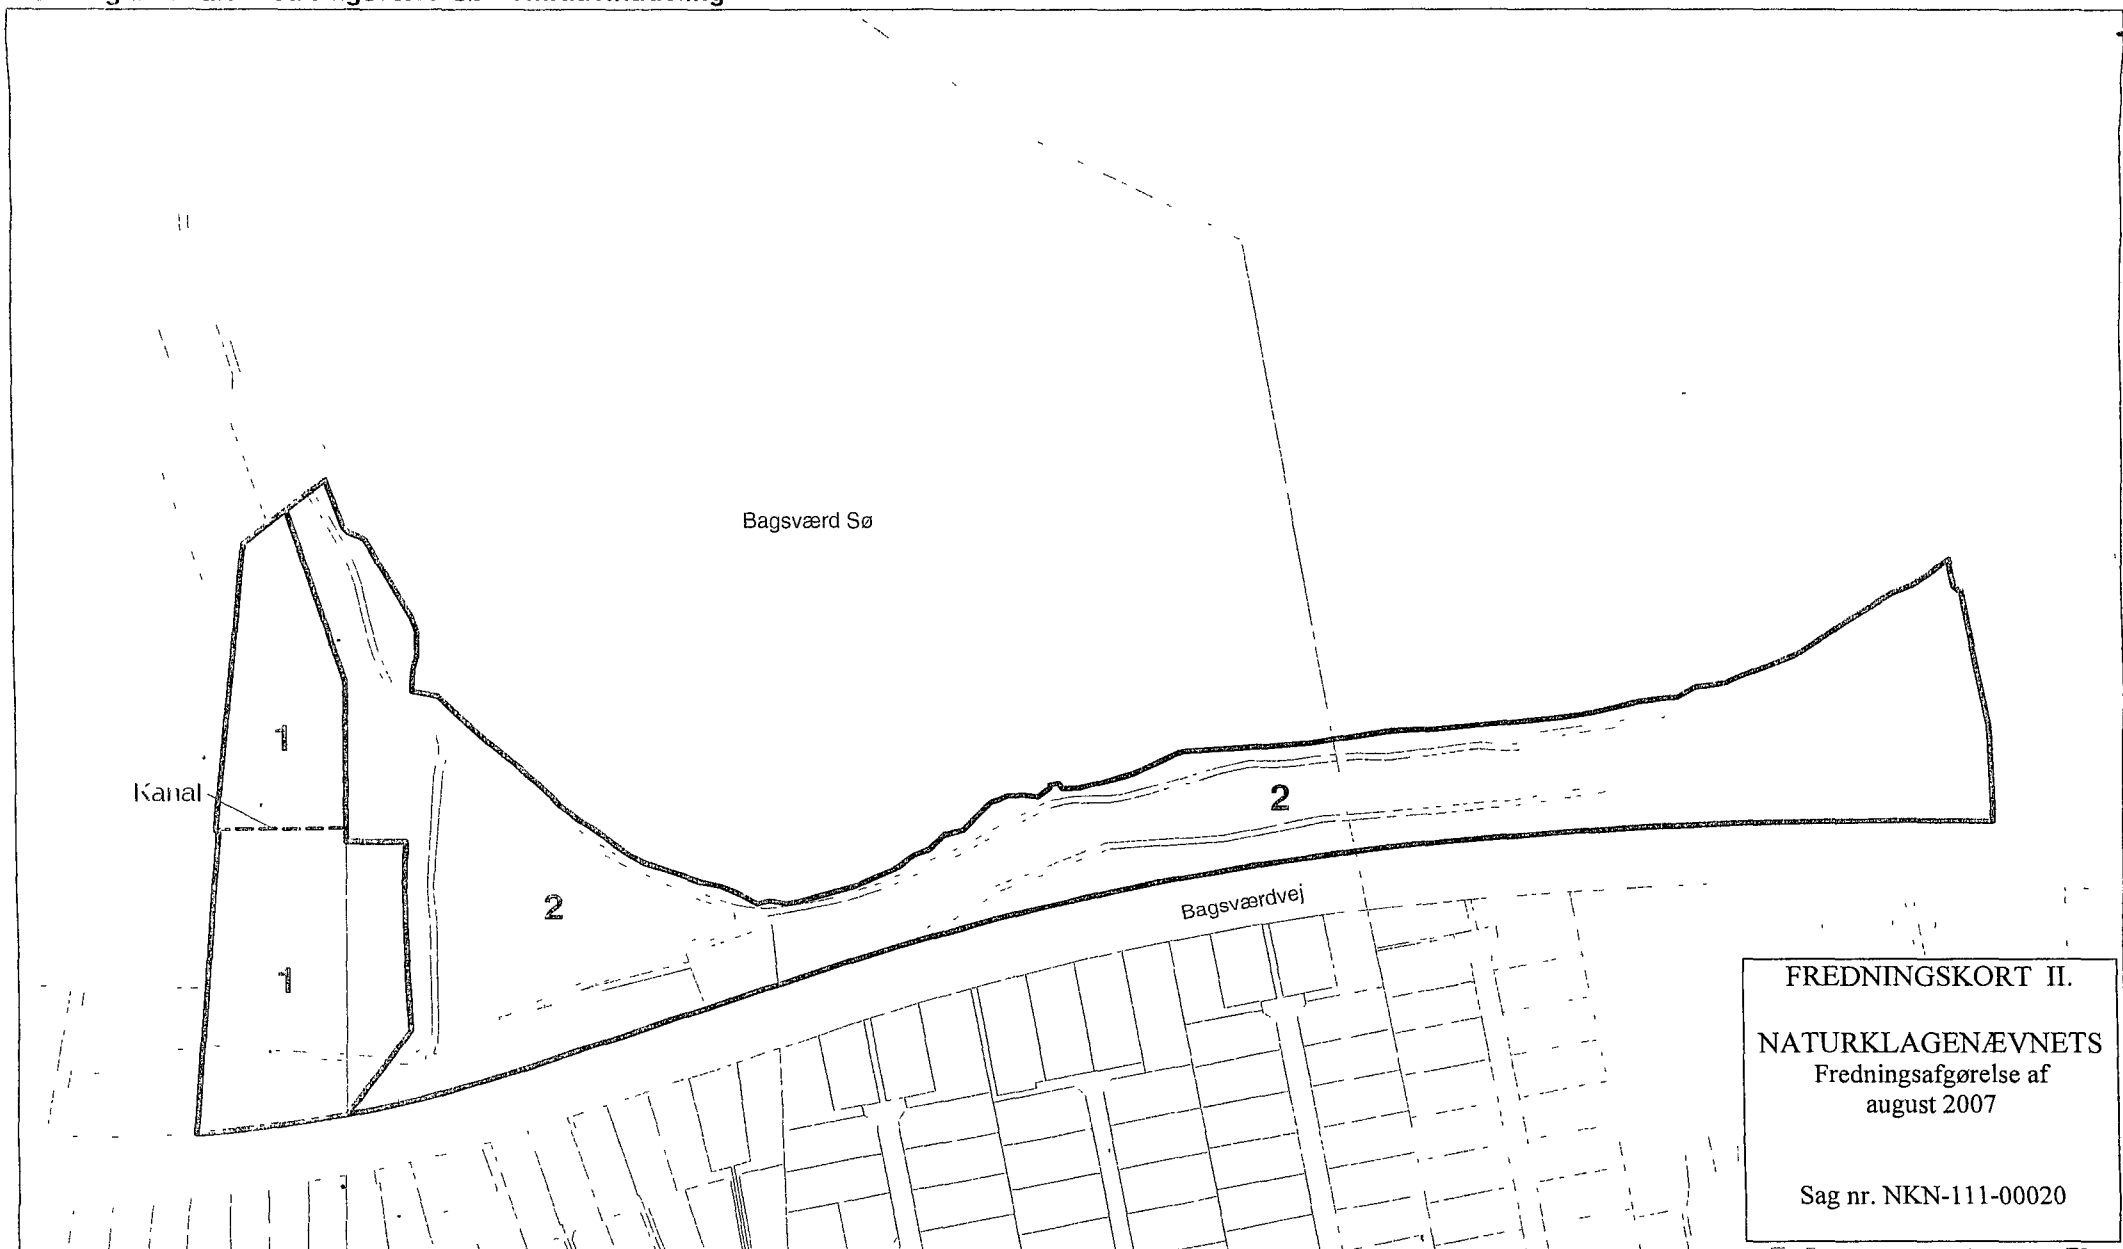 Bagsværd Sø
1
Kanal
2
2
Bagsværdvej
1
FREDNINGSKORT II.
NATURKLAGENÆVNETS
Fredningsafgørelse af
august 2007
Sag nr. NKN-111-00020